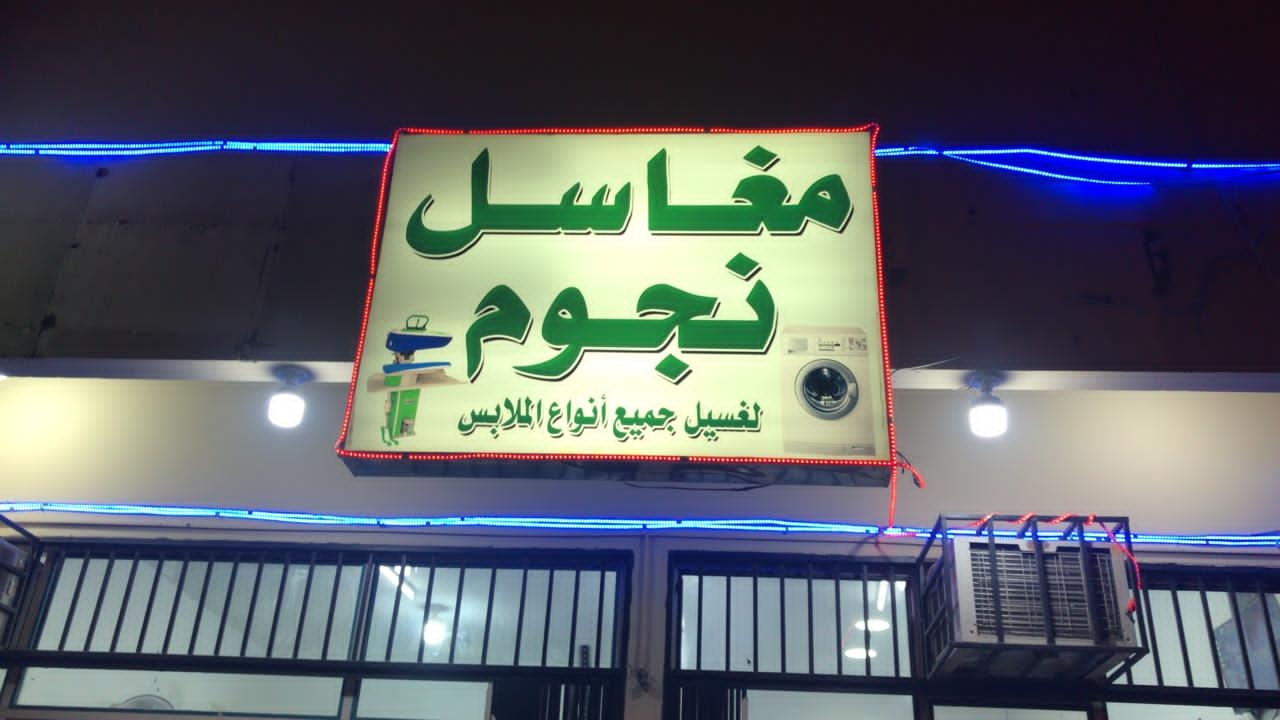 مغاسل
نجوم
لغسيل جميع أنواع الملابس